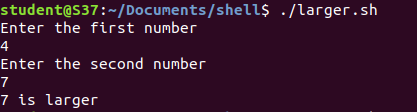 student@S37:~/Documents/shell$ ./larger.sh
Enter the first number
4
Enter the second number
7
7 is larger